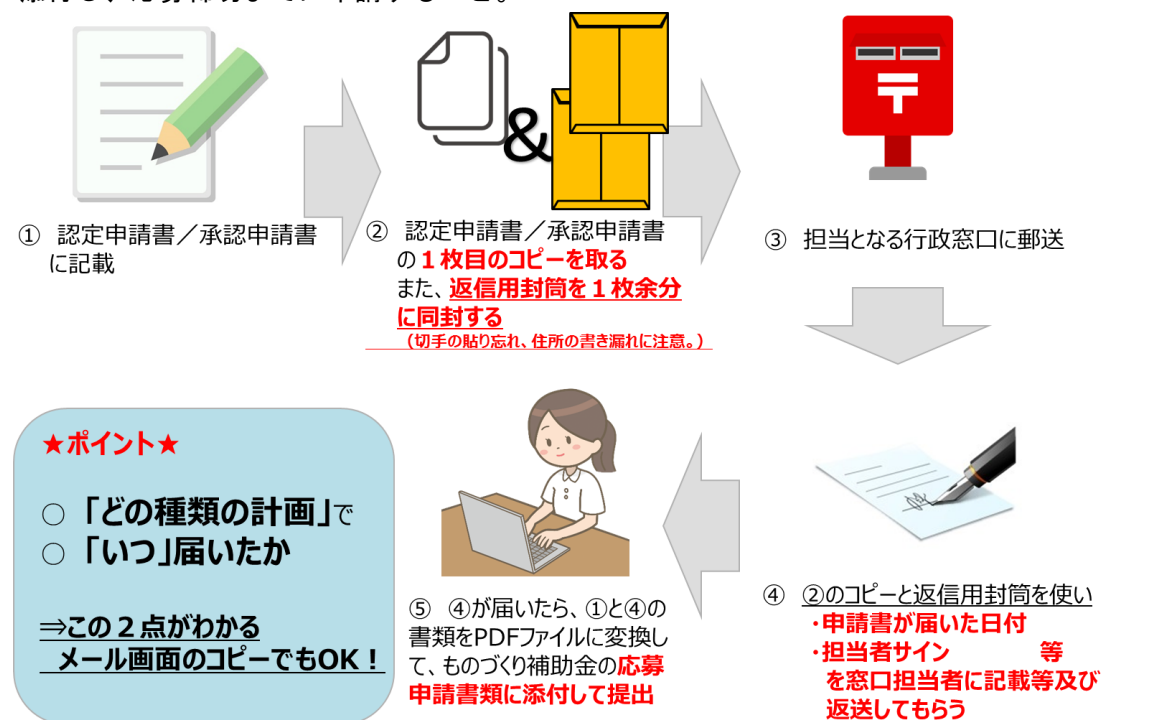 ① 認定申請書／承認申請書
に記載
&
② 認定申請書／承認申請書
の１枚目のコピーを取る
また、返信用封筒を１枚余分
に同封する
（切手の貼り忘れ、住所の書き漏れに注意。）
③ 担当となる行政窓口に郵送
④ ②のコピーと返信用封筒を使い
・申請書が届いた日付
・担当者サイン 等
を窓口担当者に記載等及び
返送してもらう
⑤ ④が届いたら、①と④の
書類をPDFファイルに変換し
て、ものづくり補助金の応募
申請書類に添付して提出
★ポイント★
○ 「どの種類の計画」で
○ 「いつ」届いたか
⇒この２点がわかる
メール画面のコピーでもOK！